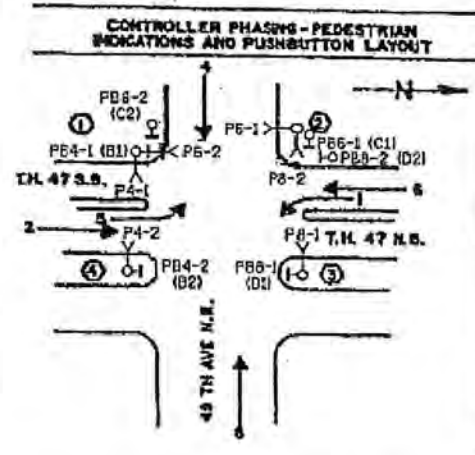 CONTROLLER PHASING-PEDESTRIAN
INDICATIONS AND PUSHBUTTON LAYOUT
4
N
PB6-2
(C2)
1
P6-1
2
PB4-1 (B1)
P6-2
PB6-1 (C1)
PB8-2 (D2)
T.H. 47 S.B.
P4-1
P8-2
6
5
1
2
P4-2
P8-1
T.H. 47 N.B.
4
PB4-2
(B2)
PB8-1
(D1)
3
49 TH AVE N.E.
8